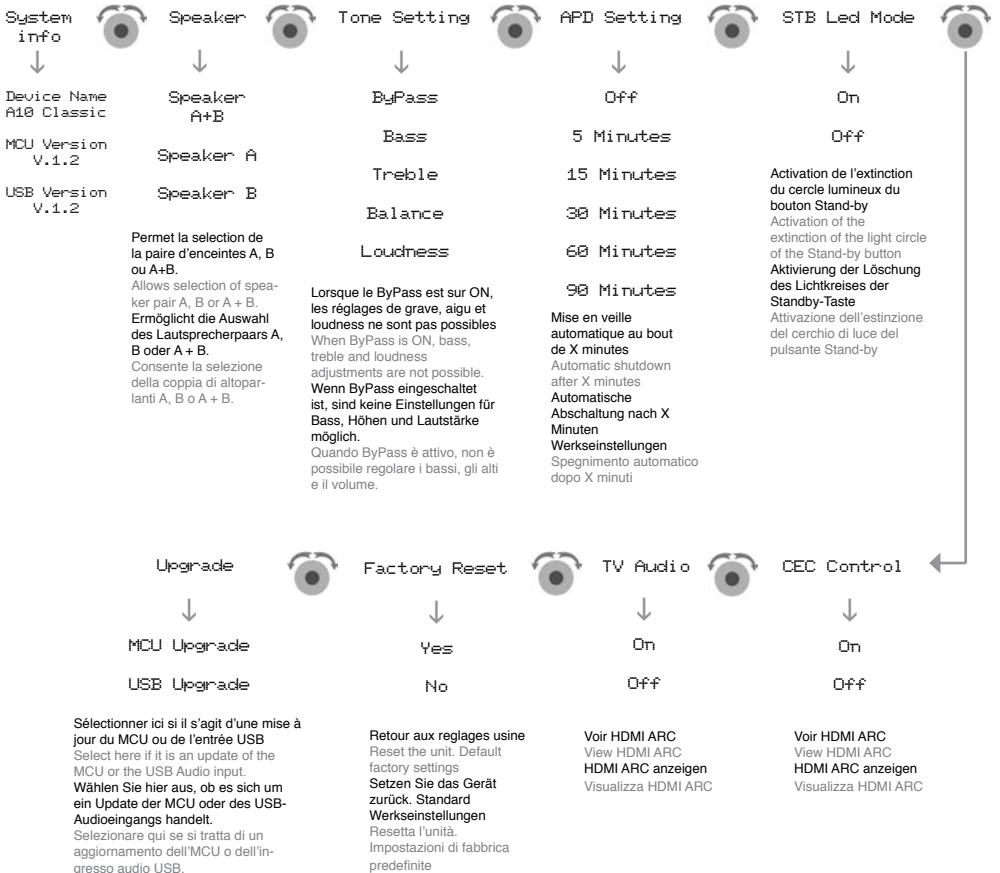 System
info
Device Name
A10 Classic
MCU Version
V.1.2
USB Version
V.1.2
Speaker
Speaker
A+B
Speaker A
Speaker B
Permet la selection de
la paire d'enceintes A, B
ou A+B.
Allows selection of spea-
ker pair A, B or A + B.
Ermöglicht die Auswahl
des Lautsprecherpaars A,
B oder A + B.
Consente la selezione
della coppia di altopar-
lanti A, B o A + B.
Tone Setting
ByPass
Bass
Treble
Balance
Loudness
Lorsque le ByPass est sur ON,
les réglages de grave, aigu et
loudness ne sont pas possibles
When ByPass is ON, bass,
treble and loudness
adjustments are not possible.
Wenn ByPass eingeschaltet
ist, sind keine Einstellungen für
Bass, Höhen und Lautstärke
möglich.
Quando ByPass è attivo, non è
possibile regolare i bassi, gli alti
e il volume.
APD Setting
Off
5 Minutes
15 Minutes
30 Minutes
60 Minutes
90 Minutes
Mise en veille
automatique au bout
de X minutes
Automatic shutdown
after X minutes
Automatische
Abschaltung nach X
Minuten
Werkseinstellungen
Spegnimento automatico
dopo X minuti
STB Led Mode
On
Off
Activation de l'extinction
du cercle lumineux du
bouton Stand-by
Activation of the
extinction of the light circle
of the Stand-by button
Aktivierung der Löschung
des Lichtkreises der
Standby-Taste
Attivazione dell'estinzione
del cerchio di luce del
pulsante Stand-by
Upgrade
MCU Upgrade
USB Upgrade
Sélectionner ici si il s'agit d'une mise à
jour du MCU ou de l'entrée USB
Select here if it is an update of the
MCU or the USB Audio input.
Wählen Sie hier aus, ob es sich um
ein Update der MCU oder des USB-
Audioeingangs handelt.
Selezionare qui se si tratta di un
aggiornamento dell'MCU o dell'in-
gresso audio USB.
Factory Reset
Yes
No
Retour aux reglages usine
Reset the unit. Default
factory settings
Setzen Sie das Gerät
zurück. Standard
Werkseinstellungen
Resetta l'unità.
Impostazioni di fabbrica
predefinite
TV Audio
On
Off
Voir HDMI ARC
View HDMI ARC
HDMI ARC anzeigen
Visualizza HDMI ARC
CEC Control
On
Off
Voir HDMI ARC
View HDMI ARC
HDMI ARC anzeigen
Visualizza HDMI ARC